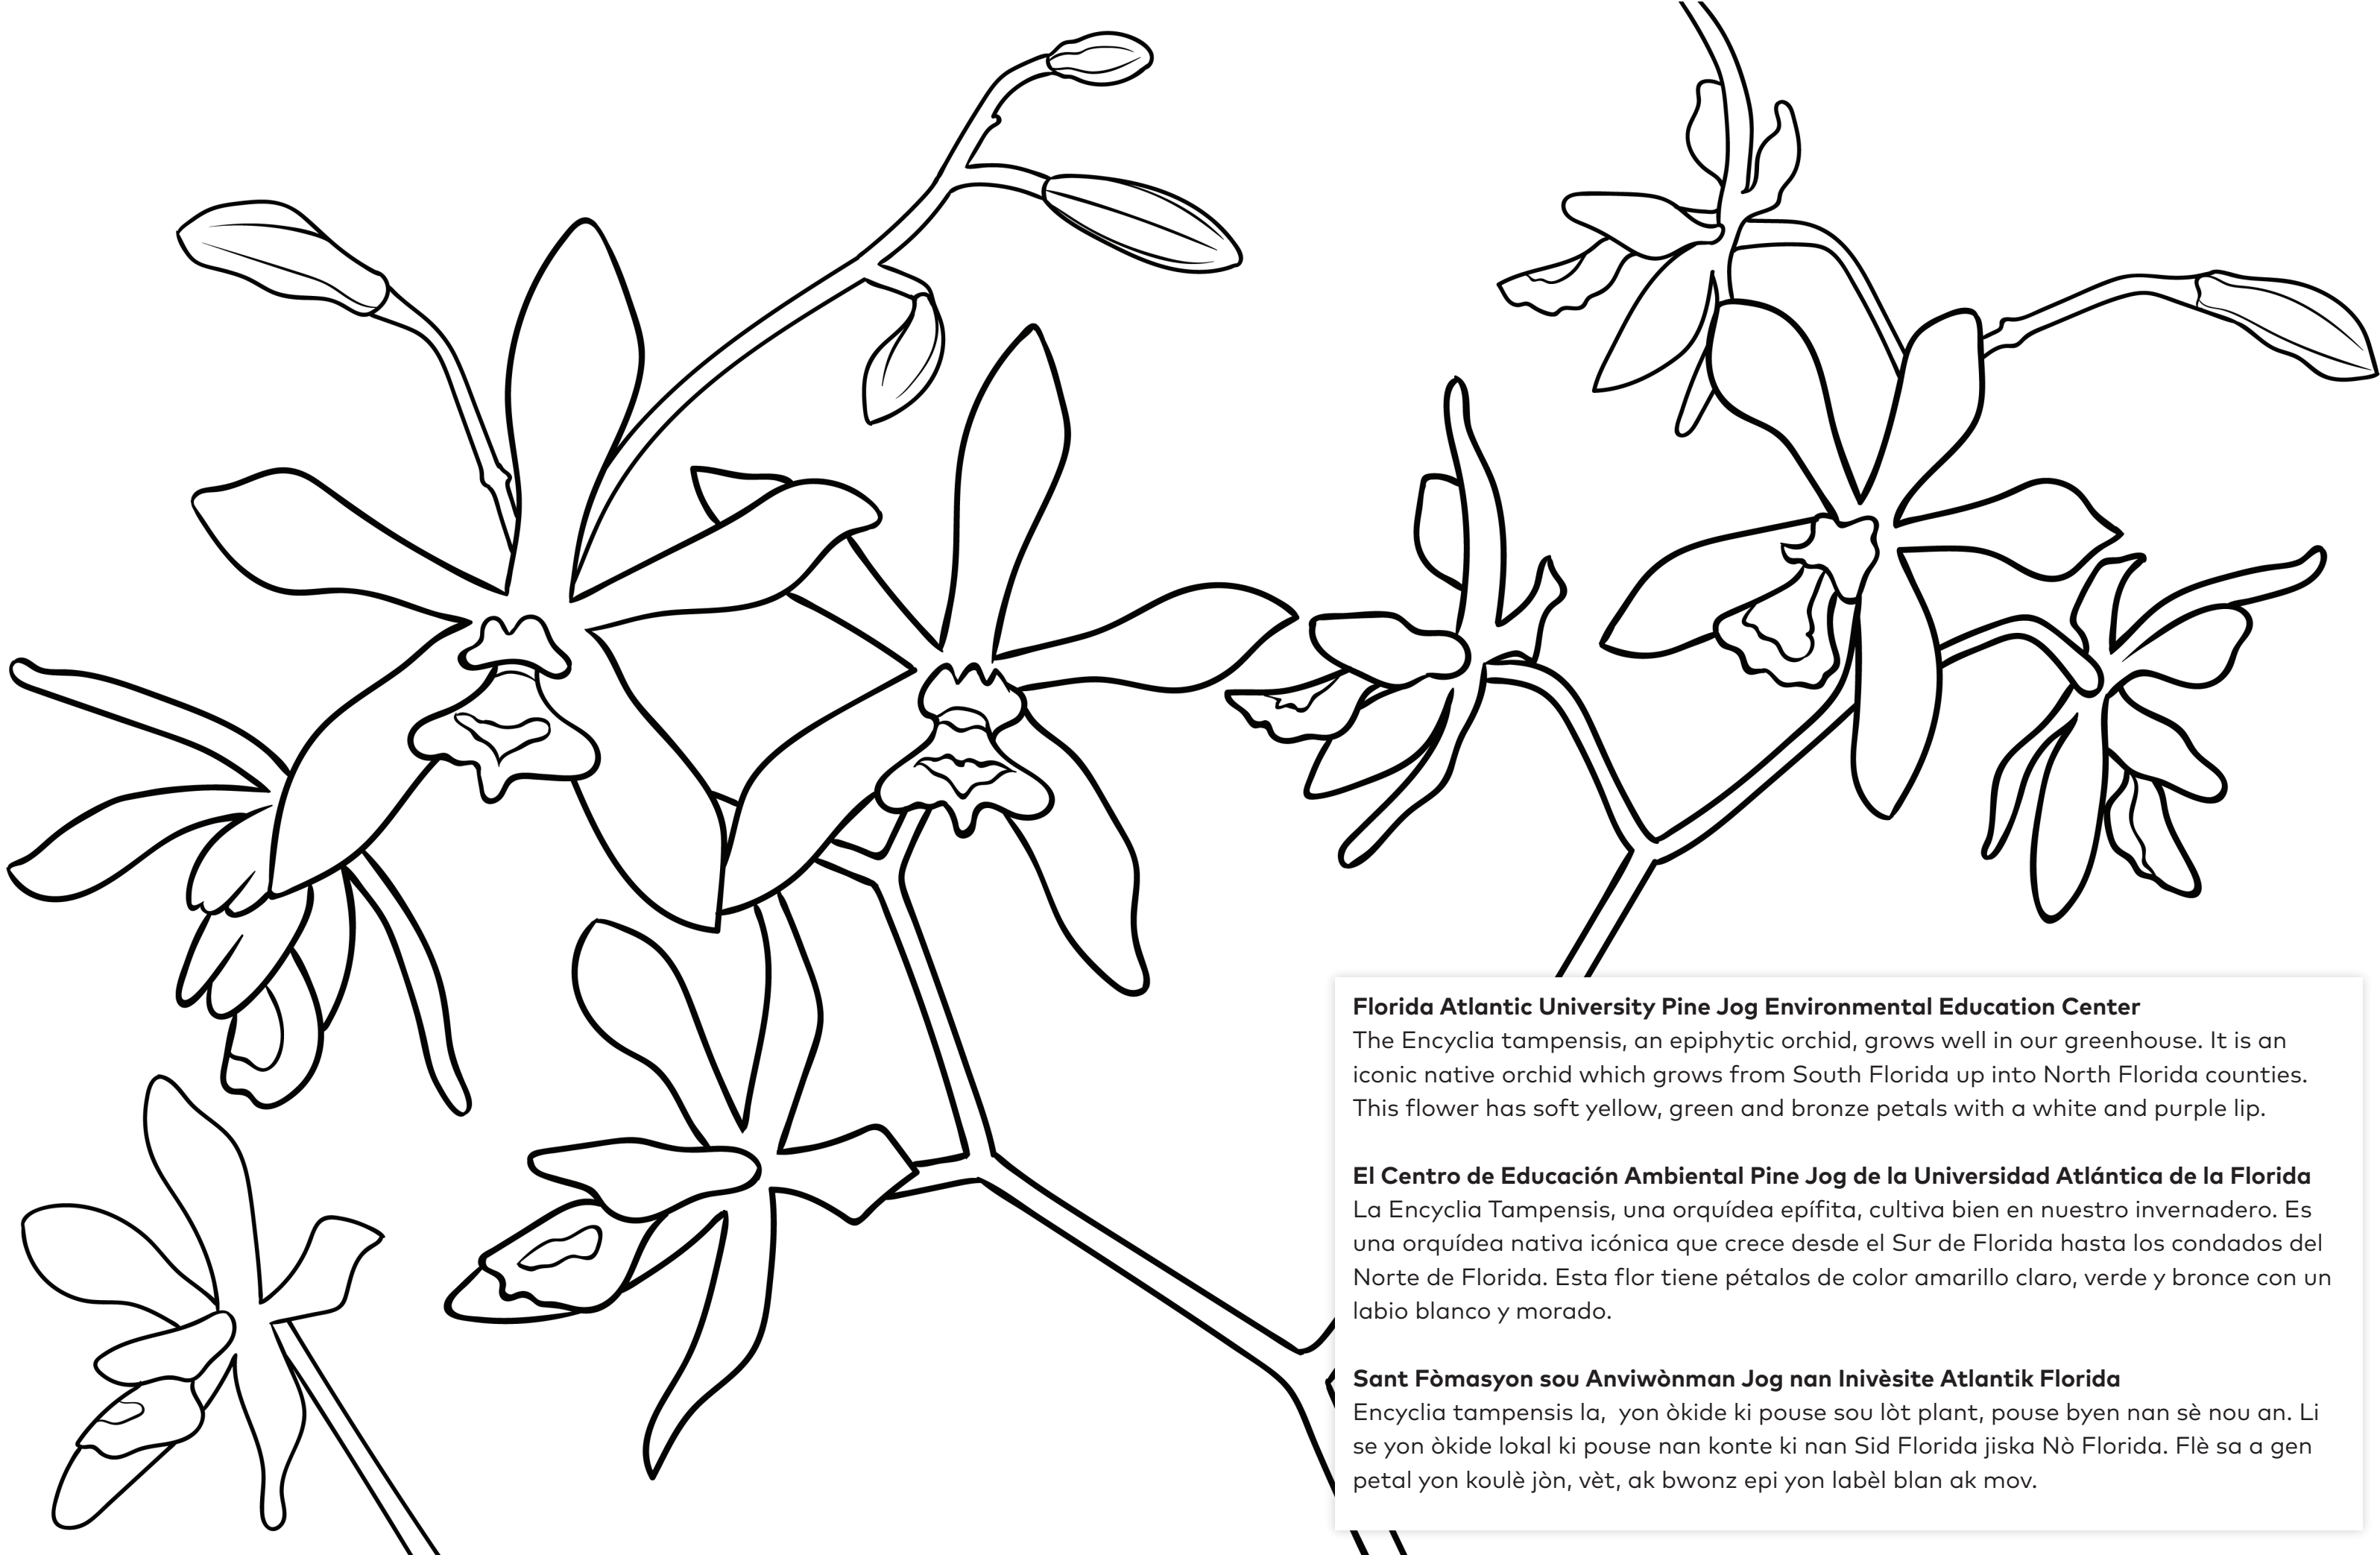 Florida Atlantic University Pine Jog Environmental Education Center
The Encyclia tampensis, an epiphytic orchid, grows well in our greenhouse. It is an
iconic native orchid which grows from South Florida up into North Florida counties.
This flower has soft yellow, green and bronze petals with a white and purple lip.
El Centro de Educación Ambiental Pine Jog de la Universidad Atlántica de la Florida
La Encyclia Tampensis, una orquídea epífita, cultiva bien en nuestro invernadero. Es
una orquídea nativa icónica que crece desde el Sur de Florida hasta los condados del
Norte de Florida. Esta flor tiene pétalos de color amarillo claro, verde y bronce con un
labio blanco y morado.
Sant Fòmasyon sou Anviwònman Jog nan Inivèsite Atlantik Florida
Encyclia tampensis la,  yon òkide ki pouse sou lòt plant, pouse byen nan sè nou an. Li
se yon òkide lokal ki pouse nan konte ki nan Sid Florida jiska Nò Florida. Flè sa a gen
petal yon koulè jòn, vèt, ak bwonz epi yon labèl blan ak mov.